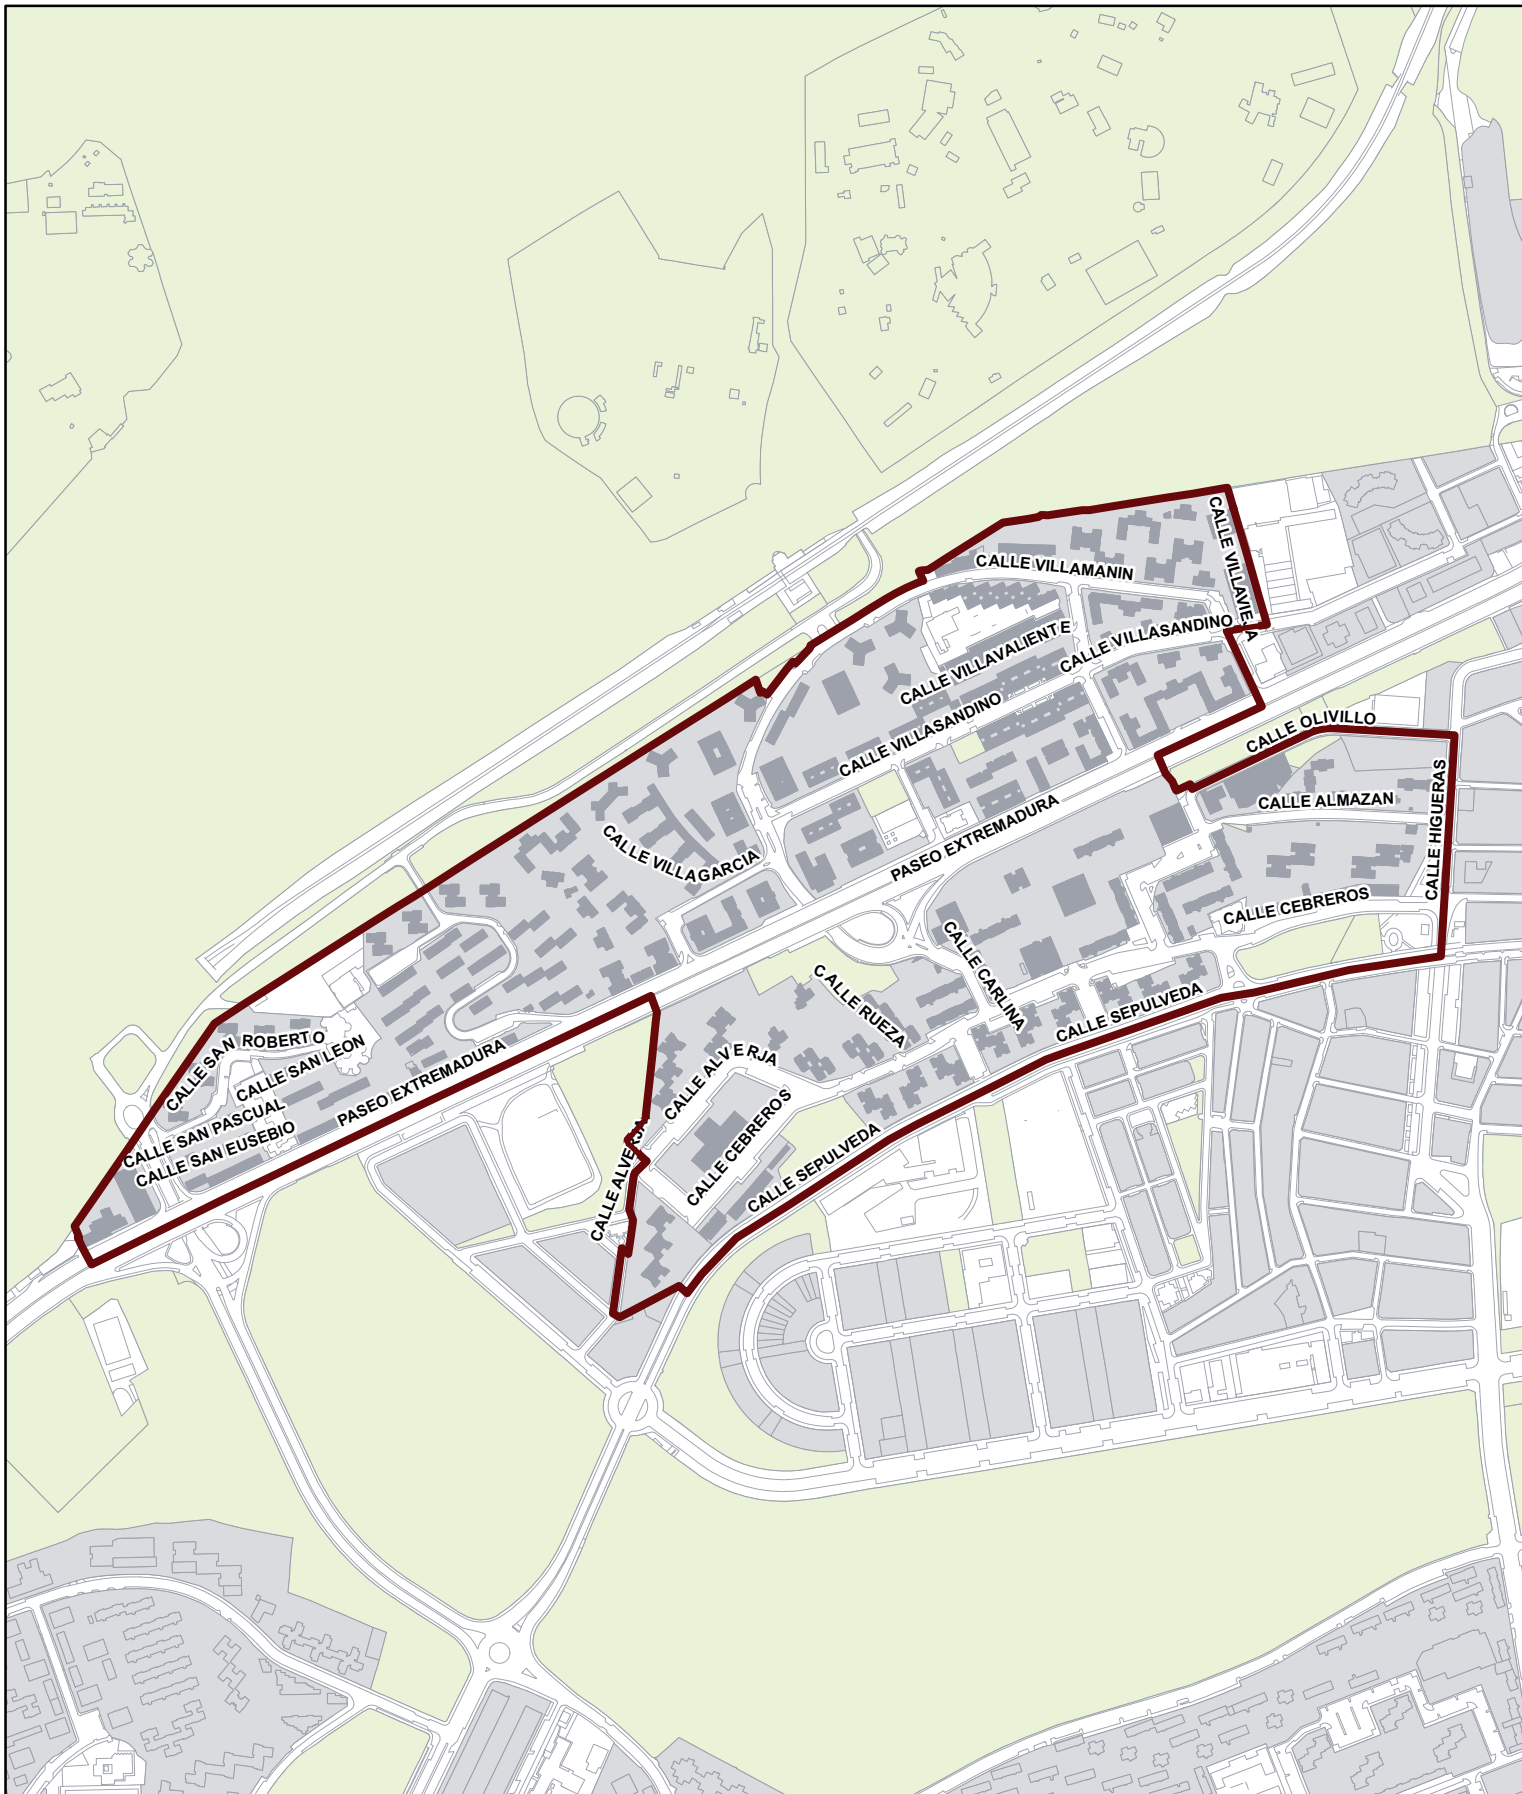 CALLE VILLAVIEJA
CALLE VILLAMANIN
CALLE VILLASANDINO
CALLE VILLAVALIENTE
CALLE VILLASANDINO
CALLE OLIVILLO
CALLE ALMAZAN
CALLE HIGUERAS
PASEO EXTREMADURA
CALLE VILLAGARCIA
CALLE CEBREROS
CALLE CARLINA
CALLE RUEZA
CALLE SEPULVEDA
CALLE SAN ROBERTO
CALLE SAN LEON
PASEO EXTREMADURA
CALLE ALVERJA
CALLE SAN PASCUAL
CALLE SAN EUSEBIO
CALLE ALVERJA
CALLE CEBREROS
CALLE SEPULVEDA